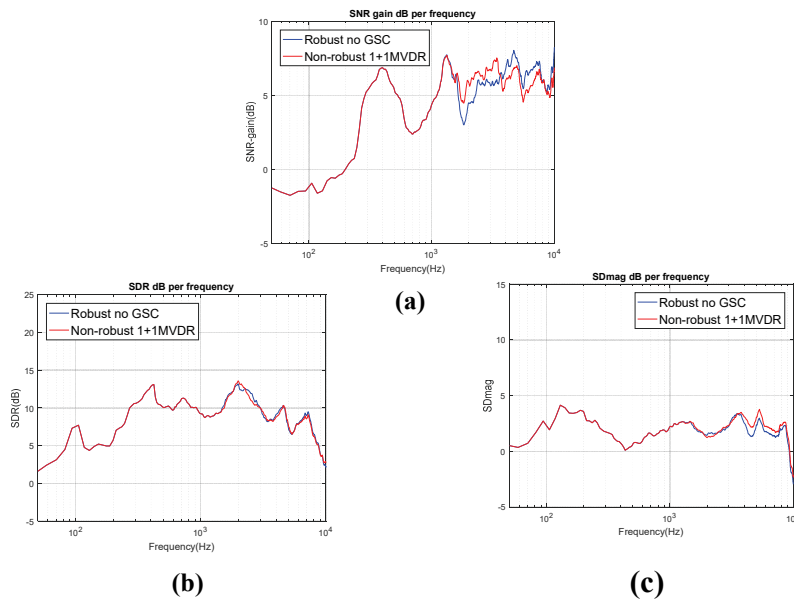 SNR gain dB per frequency
10
5
0
-5
SNR-gain(dB)
Robust no GSC
Non-robust 1+1MVDR
10^2
10^3
10^4
Frequency(Hz)
(a)
SDR dB per frequency
25
20
15
10
5
0
-5
SDR(dB)
Robust no GSC
Non-robust 1+1MVDR
10^2
10^3
10^4
Frequency(Hz)
(b)
SDmag dB per frequency
15
10
5
0
-5
SDmag
Robust no GSC
Non-robust 1+1MVDR
10^2
10^3
10
Frequency(Hz)
(c)